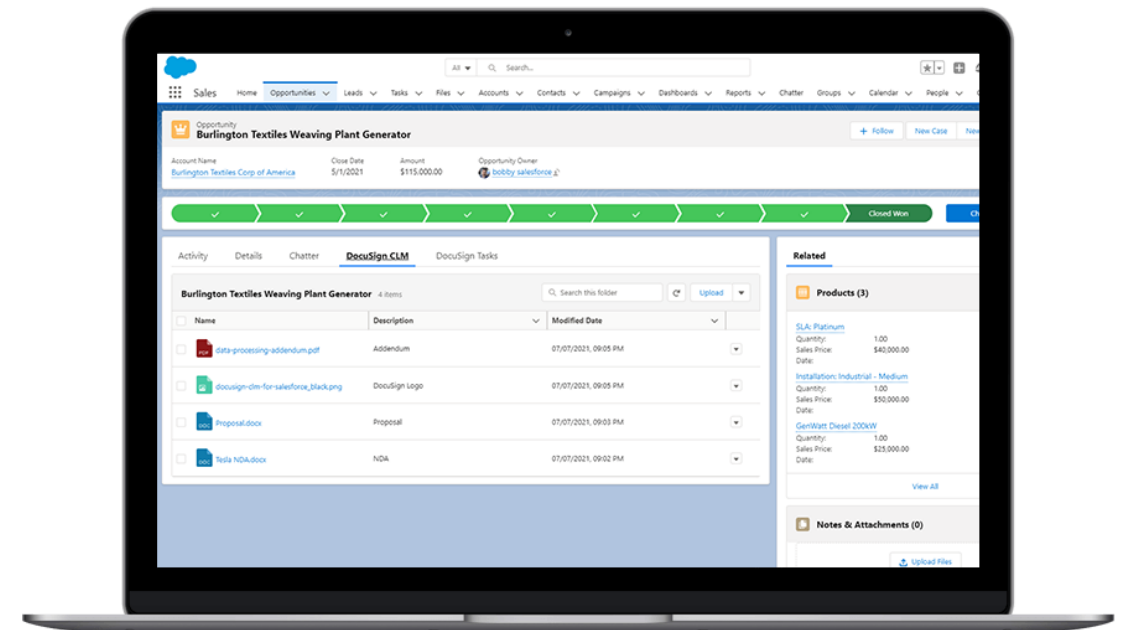 All Search...
Sales Home Opportunities Leads Tasks Files Accounts Contacts Campaigns Dashboards Reports Chatter Groups Calendar People
Opportunity
Burlington Textiles Weaving Plant Generator
+ Follow New Case New
Account Name Close Date Amount Opportunity Owner
Burlington Textiles Corp of America 5/1/2021 $115,000.00 bobby salesforce
Closed Won Ch
Activity Details Chatter DocuSign CLM DocuSign Tasks
Burlington Textiles Weaving Plant Generator 4 items Search this folder Upload
Name Description Modified Date
PDF data-processing-addendum.pdf Addendum 07/07/2021, 09:05 PM
docusign-clm-for-salesforce_black.png DocuSign Logo 07/07/2021, 09:05 PM
DOC Proposal.docx Proposal 07/07/2021, 09:03 PM
DOC Tesla NDA.docx NDA 07/07/2021, 09:02 PM
Related
Products (3)
SLA: Platinum
Quantity: 1.00
Sales Price: $40,000.00
Date:
Installation: Industrial - Medium
Quantity: 1.00
Sales Price: $50,000.00
Date:
GenWatt Diesel 200kW
Quantity: 1.00
Sales Price: $25,000.00
Date:
View All
Notes & Attachments (0)
Upload Files